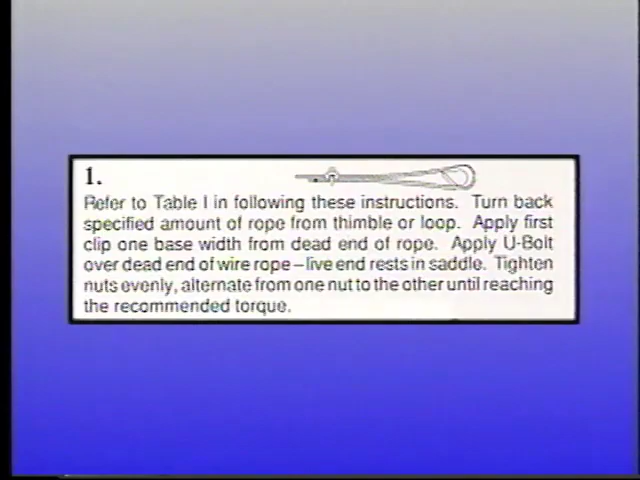 1.
Refer to Table I in following these instructions. Turn back
specified amount of rope from thimble or loop. Apply first
clip one base width from dead end of rope. Apply U-Bolt
over dead end of wire rope – live end rests in saddle. Tighten
nuts evenly, alternate from one nut to the other until reaching
the recommended torque.